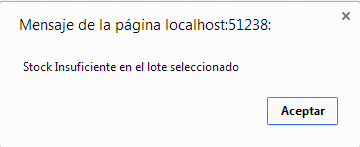 Mensaje de la página localhost:51238:
Stock Insuficiente en el lote seleccionado
Aceptar